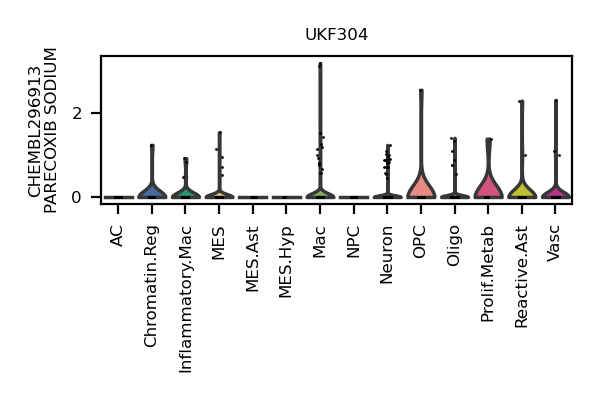 UKF304
CHEMBL296913
PARECOXIB SODIUM
2
0
AC
Chromatin.Reg
Inflammatory.Mac
MES
MES.Ast
MES.Hyp
Mac
NPC
Neuron
OPC
Oligo
Prolif.Metab
Reactive.Ast
Vasc